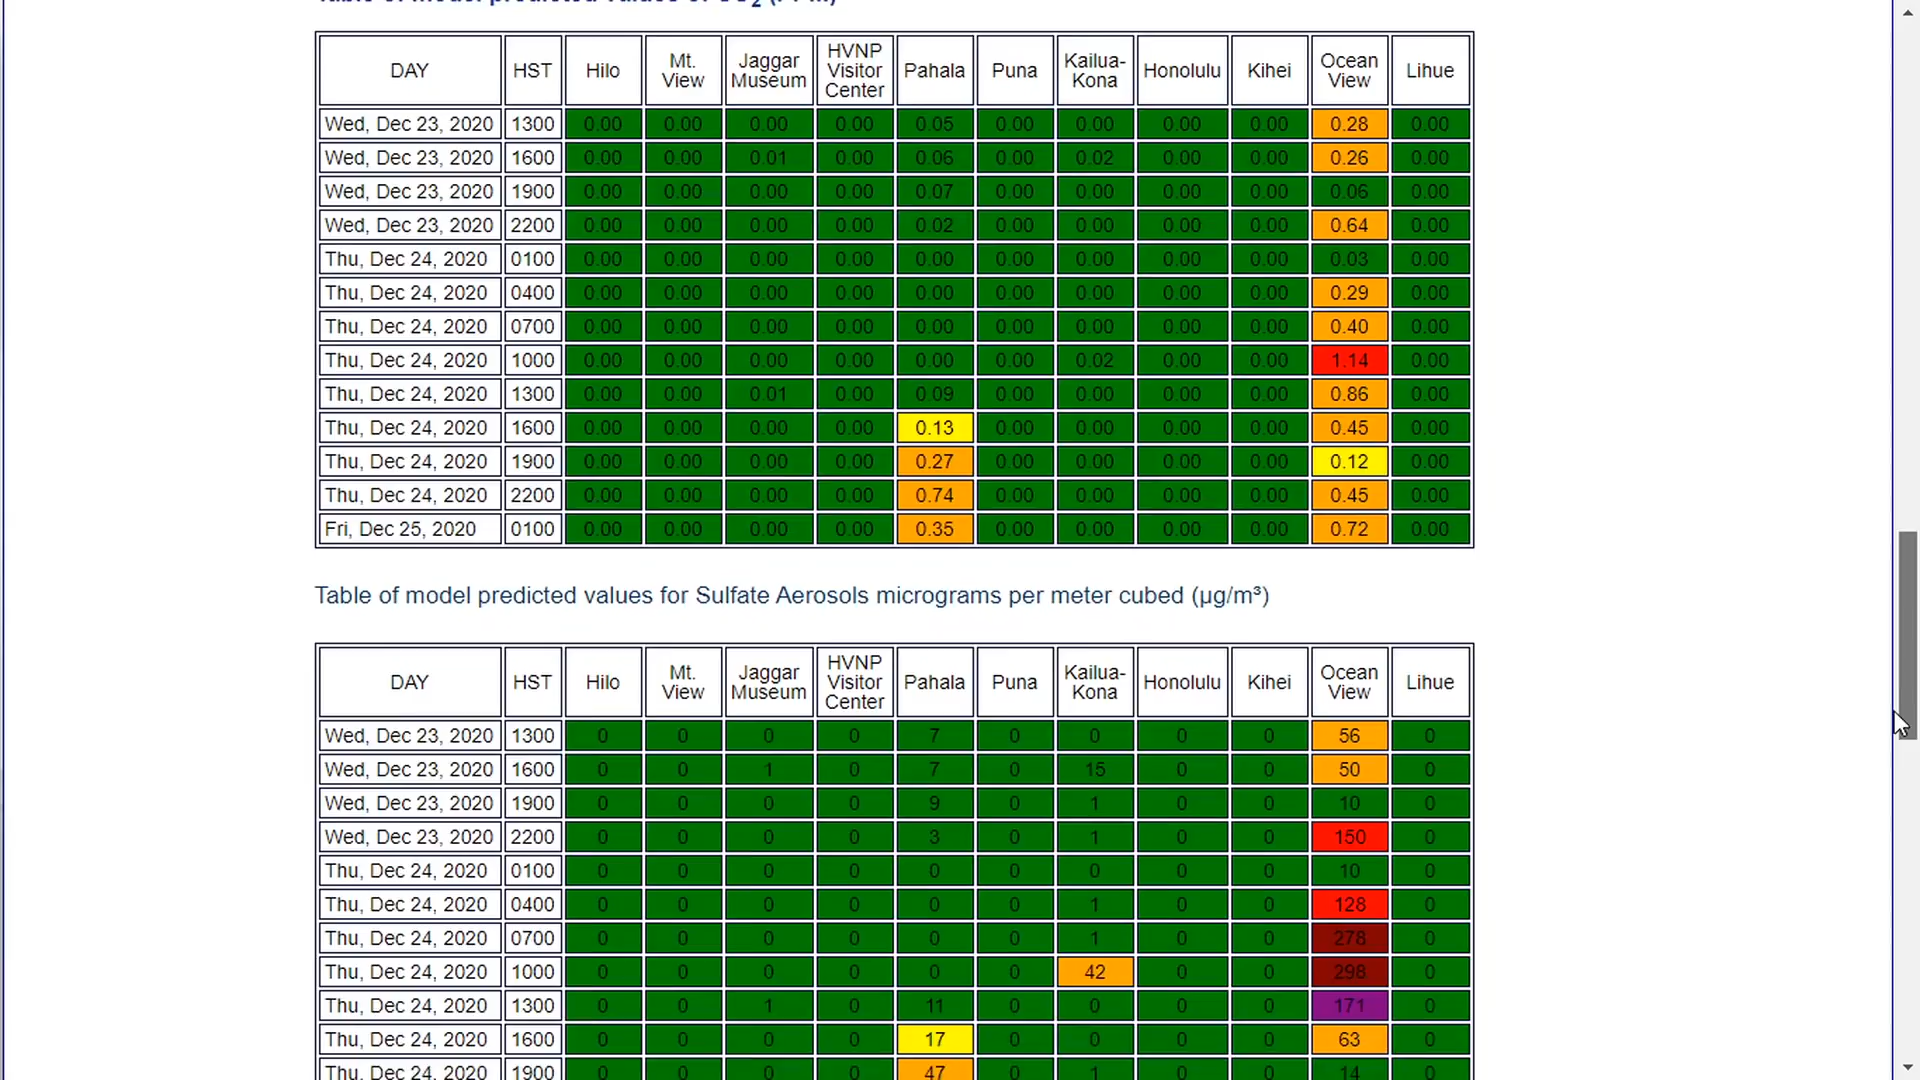 Table of model predicted values of SO2 (PPM)
DAY HST Hilo Mt. View Jaggar Museum HVNP Visitor Center Pahala Puna Kailua-Kona Honolulu Kihei Ocean View Lihue
Wed, Dec 23, 2020 1300 0.00 0.00 0.00 0.00 0.05 0.00 0.00 0.00 0.00 0.28 0.00
Wed, Dec 23, 2020 1600 0.00 0.00 0.01 0.00 0.06 0.00 0.02 0.00 0.00 0.26 0.00
Wed, Dec 23, 2020 1900 0.00 0.00 0.00 0.00 0.07 0.00 0.00 0.00 0.00 0.06 0.00
Wed, Dec 23, 2020 2200 0.00 0.00 0.00 0.00 0.02 0.00 0.00 0.00 0.00 0.64 0.00
Thu, Dec 24, 2020 0100 0.00 0.00 0.00 0.00 0.00 0.00 0.00 0.00 0.00 0.03 0.00
Thu, Dec 24, 2020 0400 0.00 0.00 0.00 0.00 0.00 0.00 0.00 0.00 0.00 0.29 0.00
Thu, Dec 24, 2020 0700 0.00 0.00 0.00 0.00 0.00 0.00 0.00 0.00 0.00 0.40 0.00
Thu, Dec 24, 2020 1000 0.00 0.00 0.00 0.00 0.00 0.00 0.02 0.00 0.00 1.14 0.00
Thu, Dec 24, 2020 1300 0.00 0.00 0.01 0.00 0.09 0.00 0.00 0.00 0.00 0.86 0.00
Thu, Dec 24, 2020 1600 0.00 0.00 0.00 0.00 0.13 0.00 0.00 0.00 0.00 0.45 0.00
Thu, Dec 24, 2020 1900 0.00 0.00 0.00 0.00 0.27 0.00 0.00 0.00 0.00 0.12 0.00
Thu, Dec 24, 2020 2200 0.00 0.00 0.00 0.00 0.74 0.00 0.00 0.00 0.00 0.45 0.00
Fri, Dec 25, 2020 0100 0.00 0.00 0.00 0.00 0.35 0.00 0.00 0.00 0.00 0.72 0.00
Table of model predicted values for Sulfate Aerosols micrograms per meter cubed (µg/m³)
DAY HST Hilo Mt. View Jaggar Museum HVNP Visitor Center Pahala Puna Kailua-Kona Honolulu Kihei Ocean View Lihue
Wed, Dec 23, 2020 1300 0 0 0 0 7 0 0 0 0 56 0
Wed, Dec 23, 2020 1600 0 0 1 0 7 0 15 0 0 50 0
Wed, Dec 23, 2020 1900 0 0 0 0 9 0 1 0 0 10 0
Wed, Dec 23, 2020 2200 0 0 0 0 3 0 1 0 0 150 0
Thu, Dec 24, 2020 0100 0 0 0 0 0 0 0 0 0 10 0
Thu, Dec 24, 2020 0400 0 0 0 0 0 0 1 0 0 128 0
Thu, Dec 24, 2020 0700 0 0 0 0 0 0 1 0 0 278 0
Thu, Dec 24, 2020 1000 0 0 0 0 0 0 42 0 0 298 0
Thu, Dec 24, 2020 1300 0 0 1 0 11 0 0 0 0 171 0
Thu, Dec 24, 2020 1600 0 0 0 0 17 0 0 0 0 63 0
Thu, Dec 24, 2020 1900 0 0 0 0 47 0 1 0 0 14 0